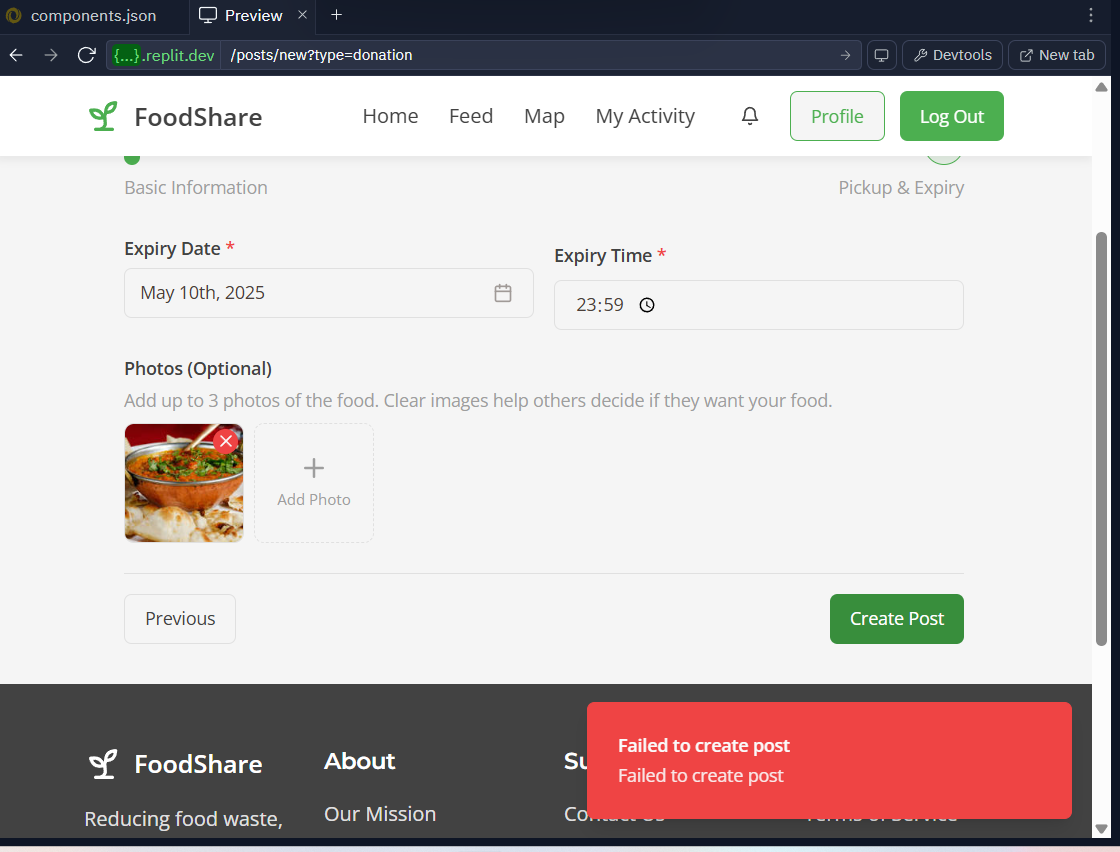 components.json
Preview
{...}.replit.dev /posts/new?type=donation
Devtools
New tab
FoodShare
Home
Feed
Map
My Activity
Profile
Log Out
Basic Information
Pickup & Expiry
Expiry Date *
Expiry Time *
May 10th, 2025
23:59
Photos (Optional)
Add up to 3 photos of the food. Clear images help others decide if they want your food.
Add Photo
Previous
Create Post
Failed to create post
Failed to create post
FoodShare
About
Su
Reducing food waste,
Our Mission
Contact Us
Terms of Service